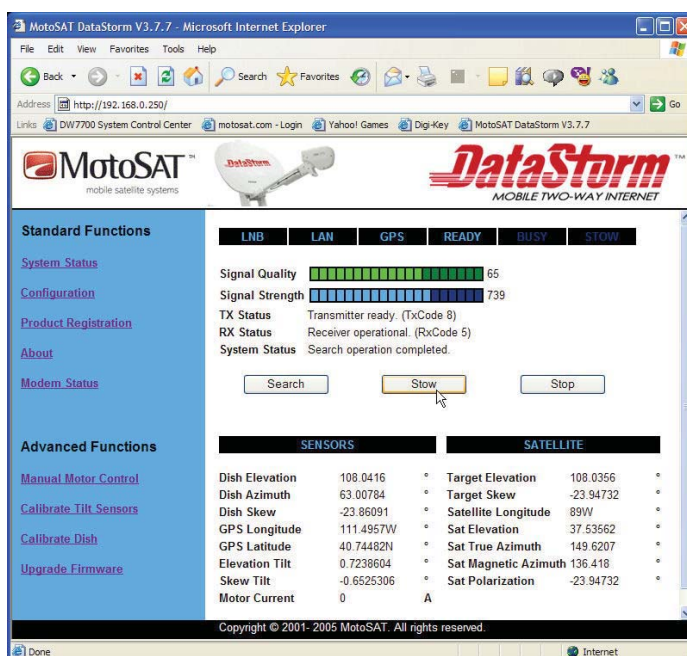 MotoSAT DataStorm V3.7.7 - Microsoft Internet Explorer
File Edit View Favorites Tools Help
Back Search Favorites
Address http://192.168.0.250/ Go
Links DW7700 System Control Center motosat.com - Login Yahoo! Games Digi-Key MotoSAT DataStorm V3.7.7
MotoSAT™
mobile satellite systems
DataStorm
DataStorm™
MOBILE TWO-WAY INTERNET
Standard Functions
System Status
Configuration
Product Registration
About
Modem Status
Advanced Functions
Manual Motor Control
Calibrate Tilt Sensors
Calibrate Dish
Upgrade Firmware
LNB LAN GPS READY BUSY STOW
Signal Quality 65
Signal Strength 739
TX Status Transmitter ready. (TxCode 8)
RX Status Receiver operational. (RxCode 5)
System Status Search operation completed.
Search Stow Stop
SENSORS
Dish Elevation 108.0416 °
Dish Azimuth 63.00784 °
Dish Skew -23.86091 °
GPS Longitude 111.4957W °
GPS Latitude 40.74482N °
Elevation Tilt 0.7238604 °
Skew Tilt -0.6525306 °
Motor Current 0 A
SATELLITE
Target Elevation 108.0356 °
Target Skew -23.94732 °
Satellite Longitude 89W °
Sat Elevation 37.53562 °
Sat True Azimuth 149.6207 °
Sat Magnetic Azimuth 136.418 °
Sat Polarization -23.94732 °
Copyright © 2001- 2005 MotoSAT. All rights reserved.
Done Internet